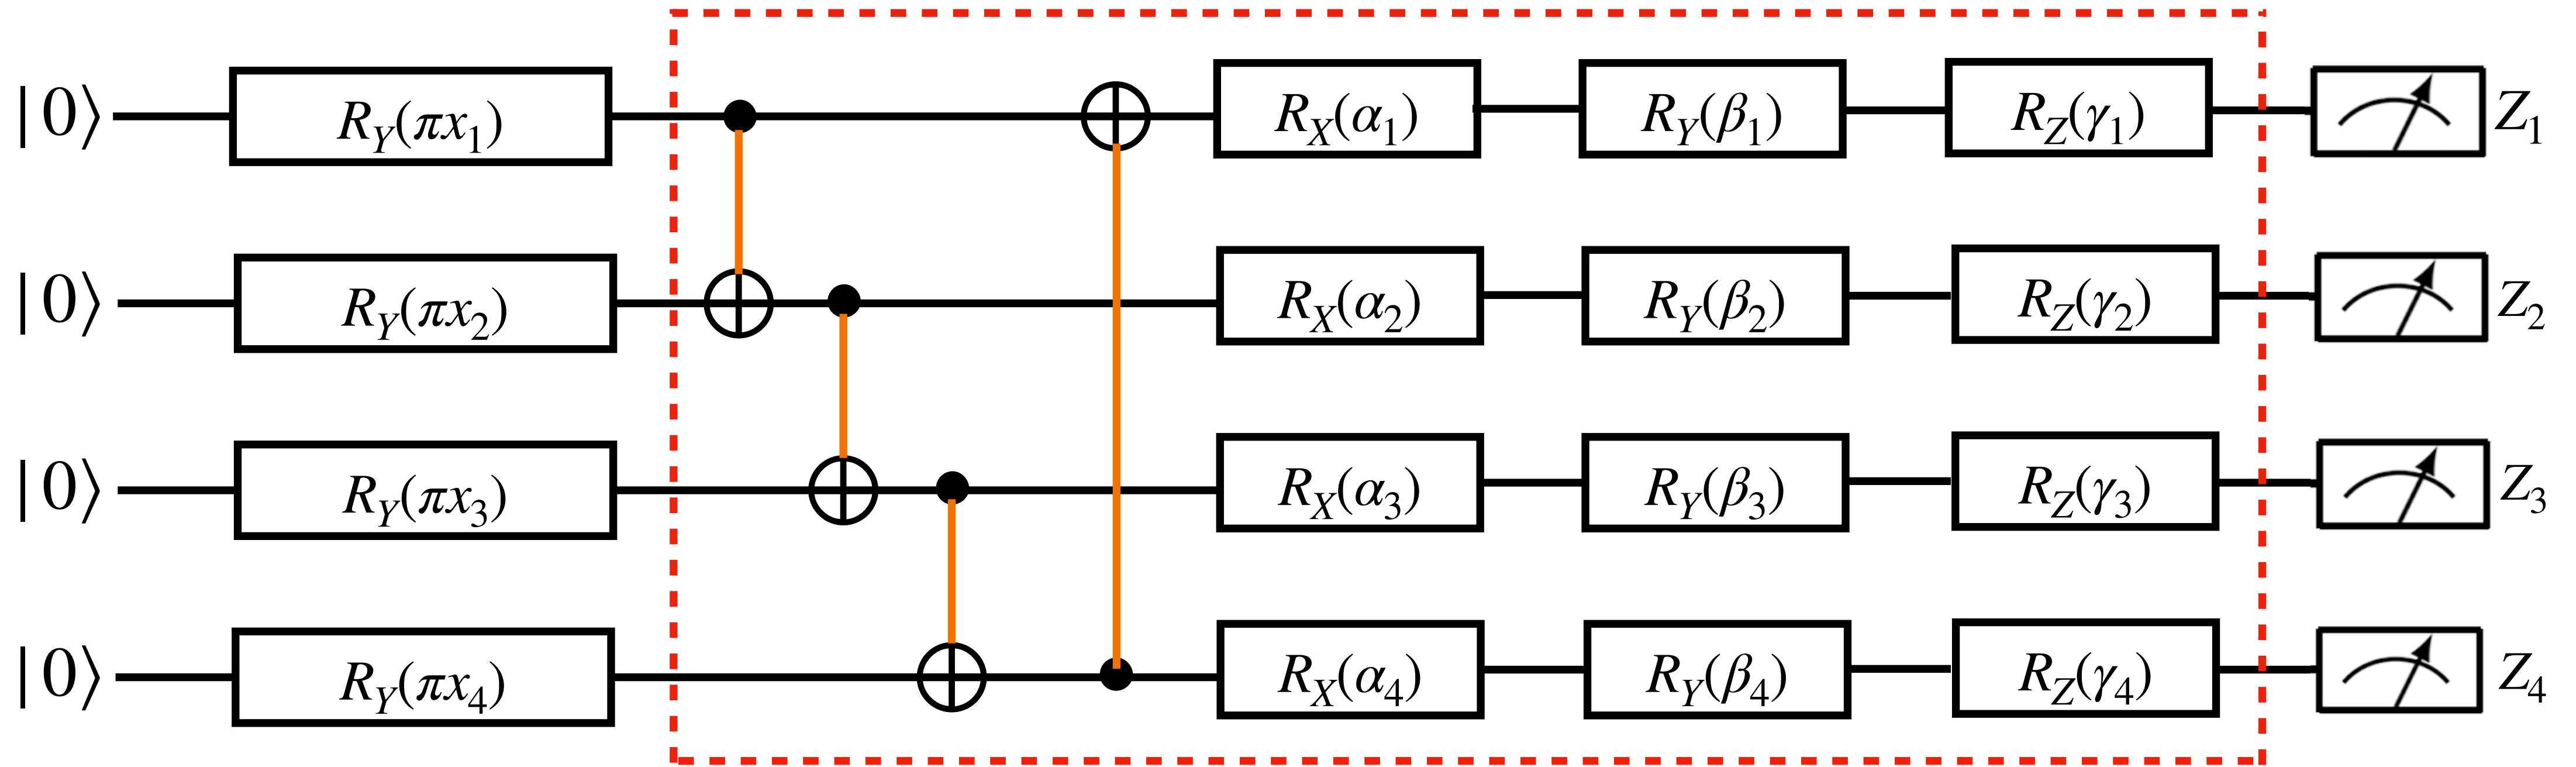 |0⟩ R_Y(πx_1) R_X(α_1) R_Y(β_1) R_Z(γ_1) Z_1
|0⟩ R_Y(πx_2) R_X(α_2) R_Y(β_2) R_Z(γ_2) Z_2
|0⟩ R_Y(πx_3) R_X(α_3) R_Y(β_3) R_Z(γ_3) Z_3
|0⟩ R_Y(πx_4) R_X(α_4) R_Y(β_4) R_Z(γ_4) Z_4